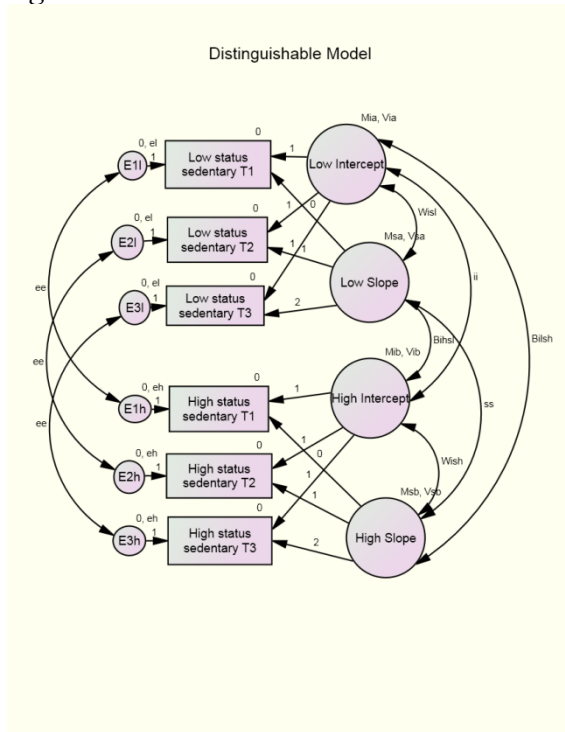 Distinguishable Model
Mia, Via
0, el
0
E1l
1
Low status
sedentary T1
1
Low Intercept
0, el
0
1
0
Wisl
E2l
1
Low status
sedentary T2
1
1
Msa, Vsa
ii
0, el
0
Low Slope
E3l
1
Low status
sedentary T3
2
ee
Bihsl
Bilsh
Mib, Vib
ee
0, eh
0
E1h
1
High status
sedentary T1
1
High Intercept
ss
ee
0, eh
0
1
0
Wish
E2h
1
High status
sedentary T2
1
1
Msb, Vsb
0, eh
0
High Slope
E3h
1
High status
sedentary T3
2